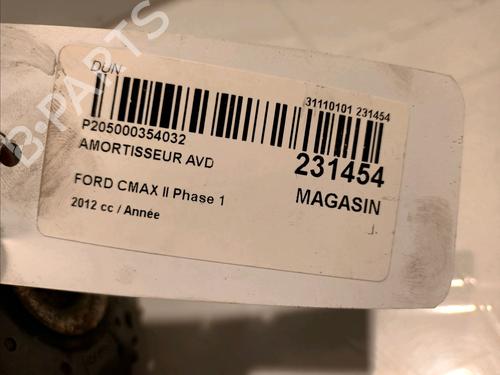 DUN
31110101 231454
P205000354032
AMORTISSEUR AVD
231454
FORD CMAX II Phase 1
MAGASIN
2012 cc / Année
B-PARTS